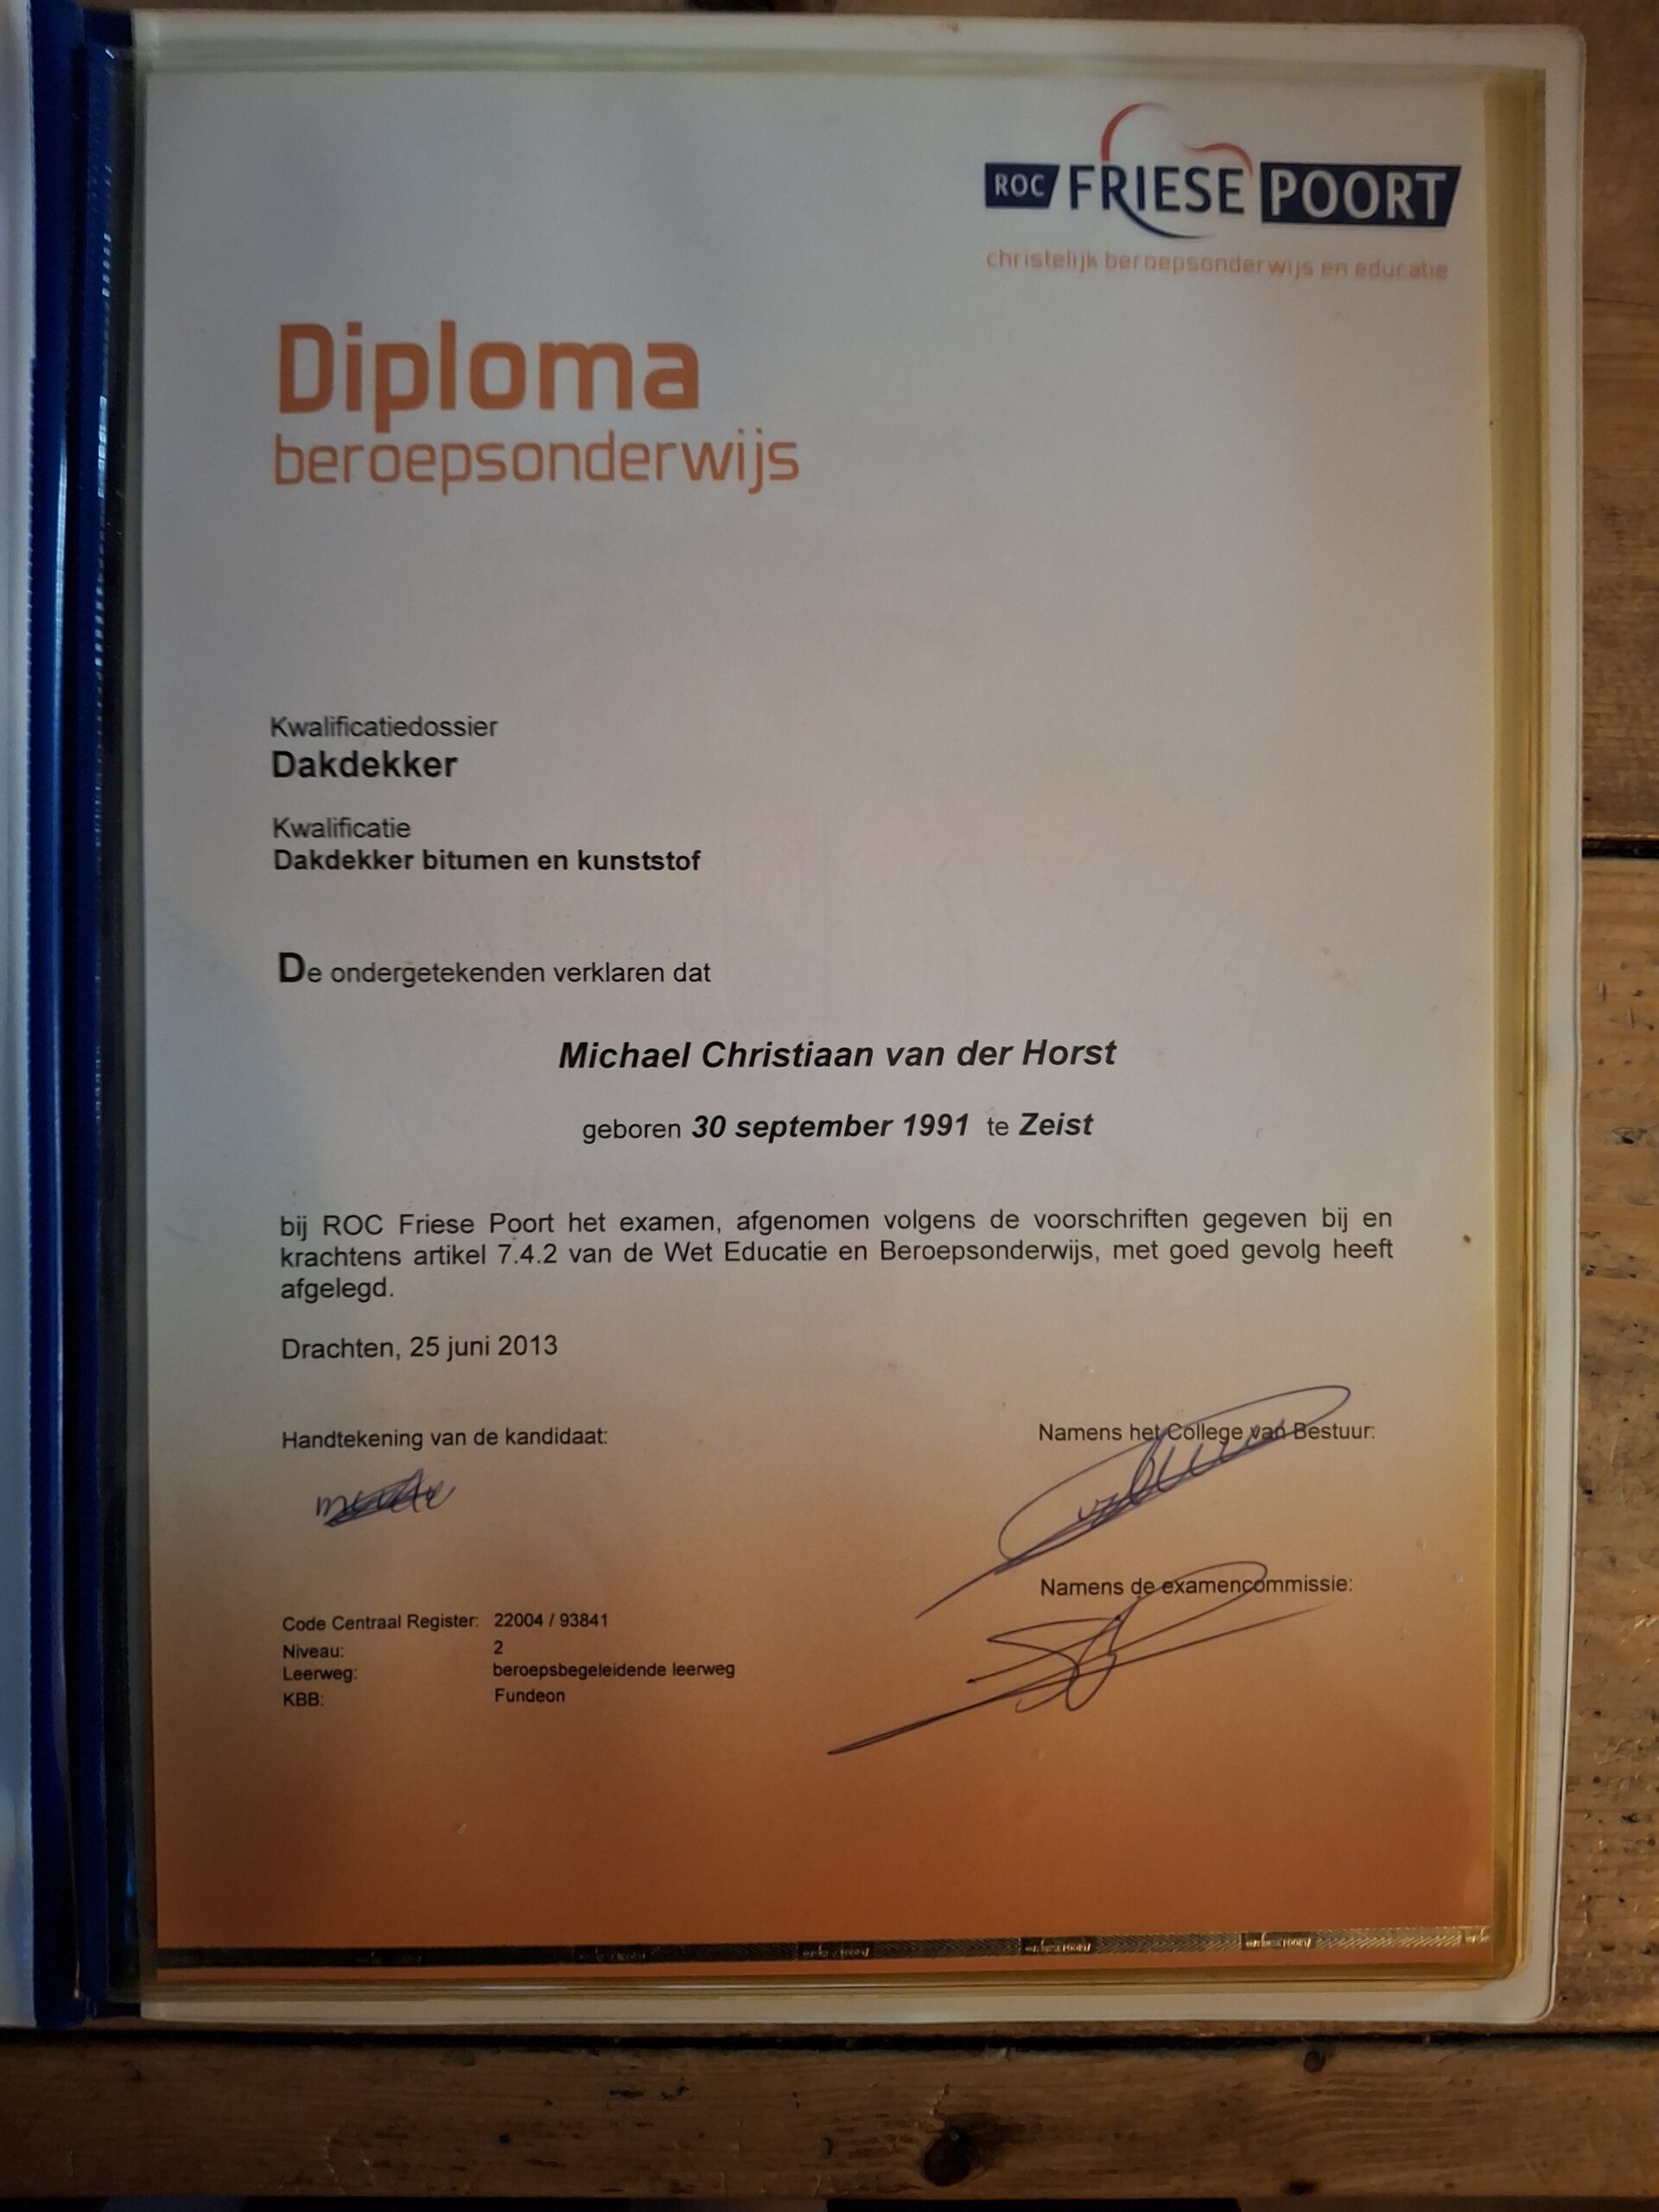 ROC FRIESE POORT
christelijk beroepsonderwijs en educatie
Diploma
beroepsonderwijs
Kwalificatiedossier
Dakdekker
Kwalificatie
Dakdekker bitumen en kunststof
De ondergetekenden verklaren dat
Michael Christiaan van der Horst
geboren 30 september 1991 te Zeist
bij ROC Friese Poort het examen, afgenomen volgens de voorschriften gegeven bij en
krachtens artikel 7.4.2 van de Wet Educatie en Beroepsonderwijs, met goed gevolg heeft
afgelegd.
Drachten, 25 juni 2013
Handtekening van de kandidaat:
Namens het College van Bestuur:
Namens de examencommissie:
Code Centraal Register: 22004 / 93841
Niveau: 2
Leerweg: beroepsbegeleidende leerweg
KBB: Fundeon